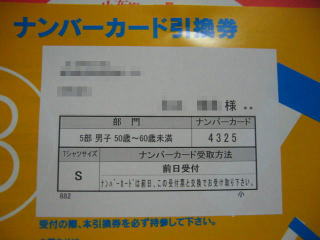 ナンバーカード引換券
様
部 門 ナンバーカード
5部 男子 50歳～60歳未満 4325
Tシャツサイズ ナンバーカード受取方法
S 前日受付
ﾅﾝﾊﾞｰｶｰﾄﾞは前日、この受付票と交換でお受け取り下さい。
882 小
受付の際、本引換券を必ず持参して下さい。